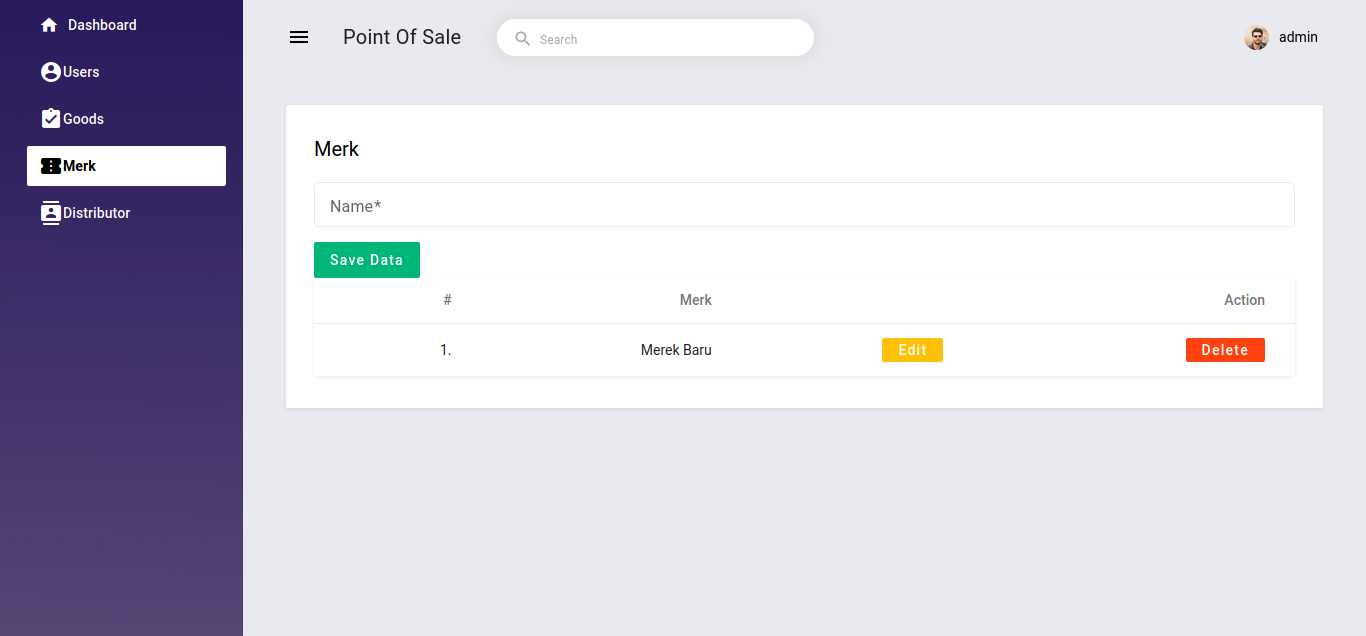 Dashboard
Users
Goods
Merk
Distributor
Point Of Sale
Search
admin
Merk
Name*
Save Data
# Merk Action
1. Merek Baru Edit Delete